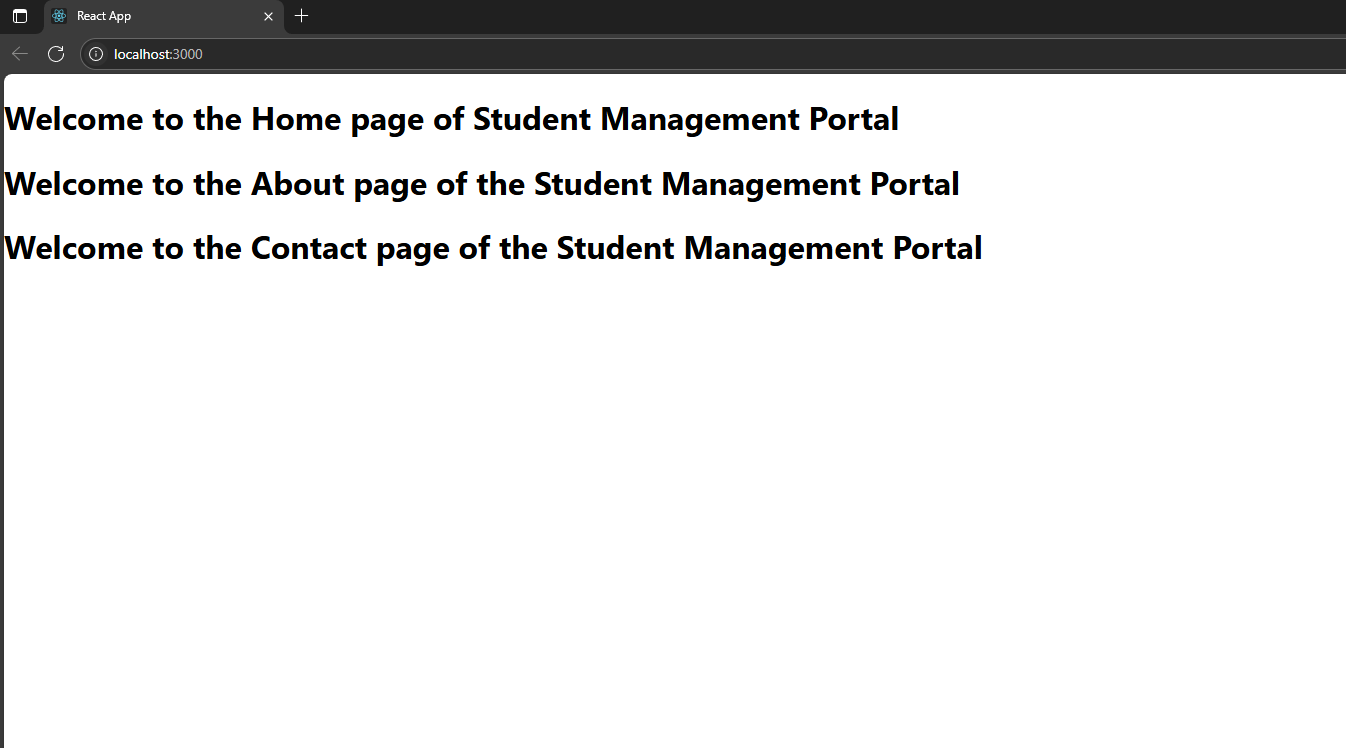 React App
localhost:3000
Welcome to the Home page of Student Management Portal
Welcome to the About page of the Student Management Portal
Welcome to the Contact page of the Student Management Portal